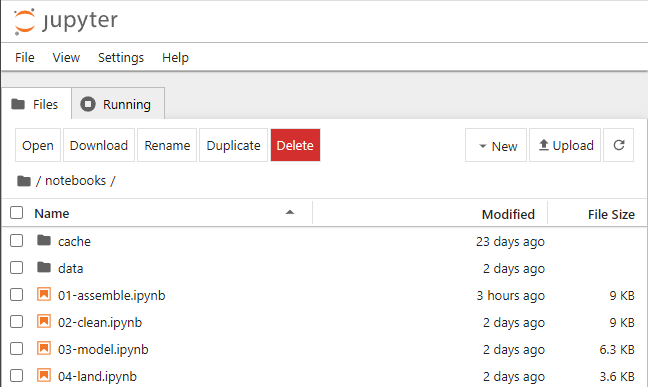 jupyter
File View Settings Help
Files Running
Open Download Rename Duplicate Delete New Upload
/ notebooks /
Name Modified File Size
cache 23 days ago
data 2 days ago
01-assemble.ipynb 3 hours ago 9 KB
02-clean.ipynb 2 days ago 9 KB
03-model.ipynb 2 days ago 6.3 KB
04-land.ipynb 2 days ago 3.6 KB